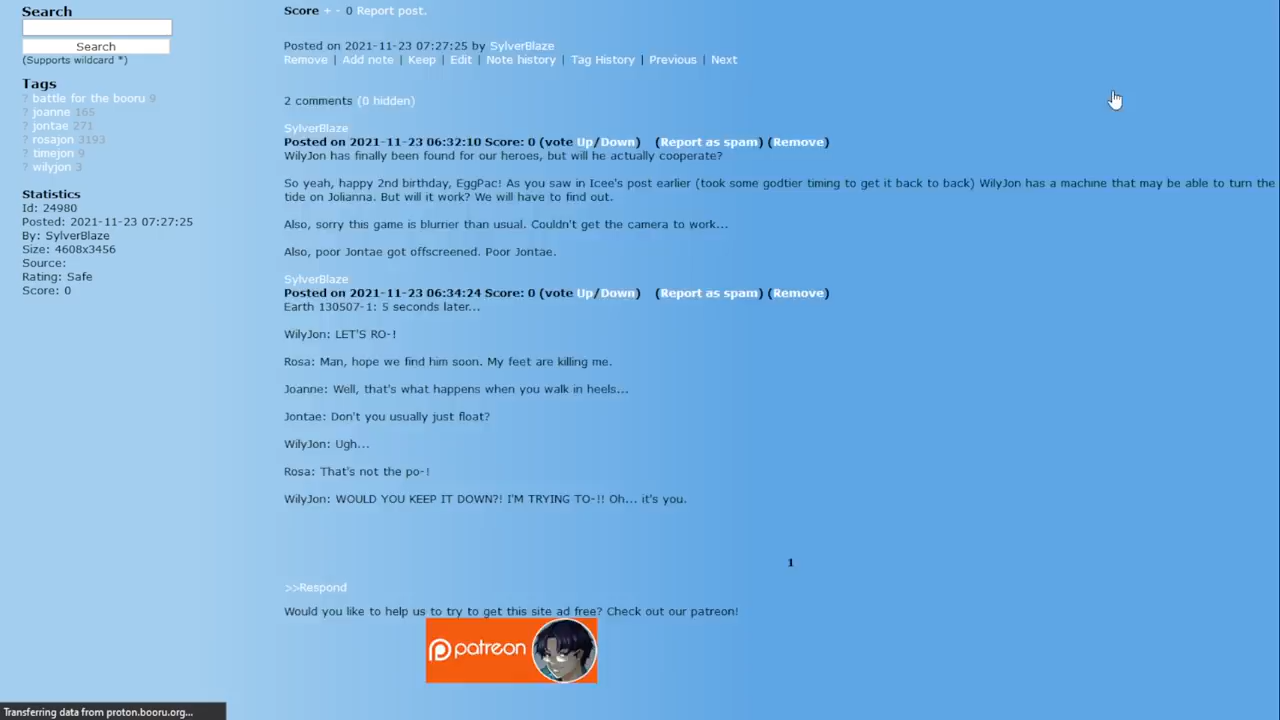 Search
Search
(Supports wildcard *)
Tags
? battle for the booru 9
? joanne 165
? jontae 271
? rosajon 3193
? timejon 9
? wilyjon 3
Statistics
Id: 24980
Posted: 2021-11-23 07:27:25
By: SylverBlaze
Size: 4608x3456
Source:
Rating: Safe
Score: 0
Score + - 0 Report post.
Posted on 2021-11-23 07:27:25 by SylverBlaze
Remove | Add note | Keep | Edit | Note history | Tag History | Previous | Next
2 comments (0 hidden)
SylverBlaze
Posted on 2021-11-23 06:32:10 Score: 0 (vote Up/Down) (Report as spam) (Remove)
WilyJon has finally been found for our heroes, but will he actually cooperate?
So yeah, happy 2nd birthday, EggPac! As you saw in Icee's post earlier (took some godtier timing to get it back to back) WilyJon has a machine that may be able to turn the
tide on Jolianna. But will it work? We will have to find out.
Also, sorry this game is blurrier than usual. Couldn't get the camera to work...
Also, poor Jontae got offscreened. Poor Jontae.
SylverBlaze
Posted on 2021-11-23 06:34:24 Score: 0 (vote Up/Down) (Report as spam) (Remove)
Earth 130507-1: 5 seconds later...
WilyJon: LET'S RO-!
Rosa: Man, hope we find him soon. My feet are killing me.
Joanne: Well, that's what happens when you walk in heels...
Jontae: Don't you usually just float?
WilyJon: Ugh...
Rosa: That's not the po-!
WilyJon: WOULD YOU KEEP IT DOWN?! I'M TRYING TO-!! Oh... it's you.
1
>>Respond
Would you like to help us to try to get this site ad free? Check out our patreon!
patreon
Transferring data from proton.booru.org...